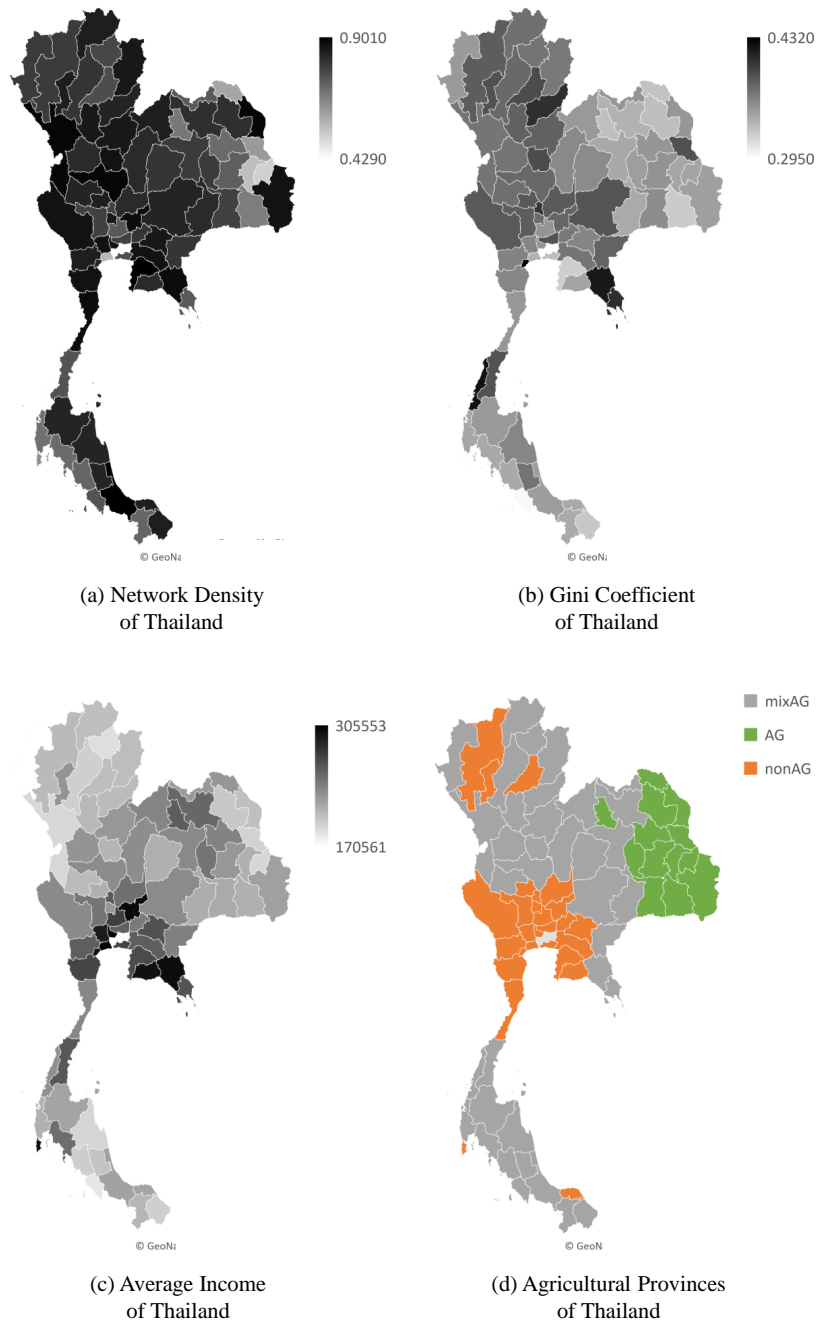 0.9010
0.4290
© GeoNa
(a) Network Density
of Thailand
0.4320
0.2950
© GeoNa
(b) Gini Coefficient
of Thailand
305553
170561
© GeoNa
(c) Average Income
of Thailand
mixAG
AG
nonAG
© GeoN
(d) Agricultural Provinces
of Thailand